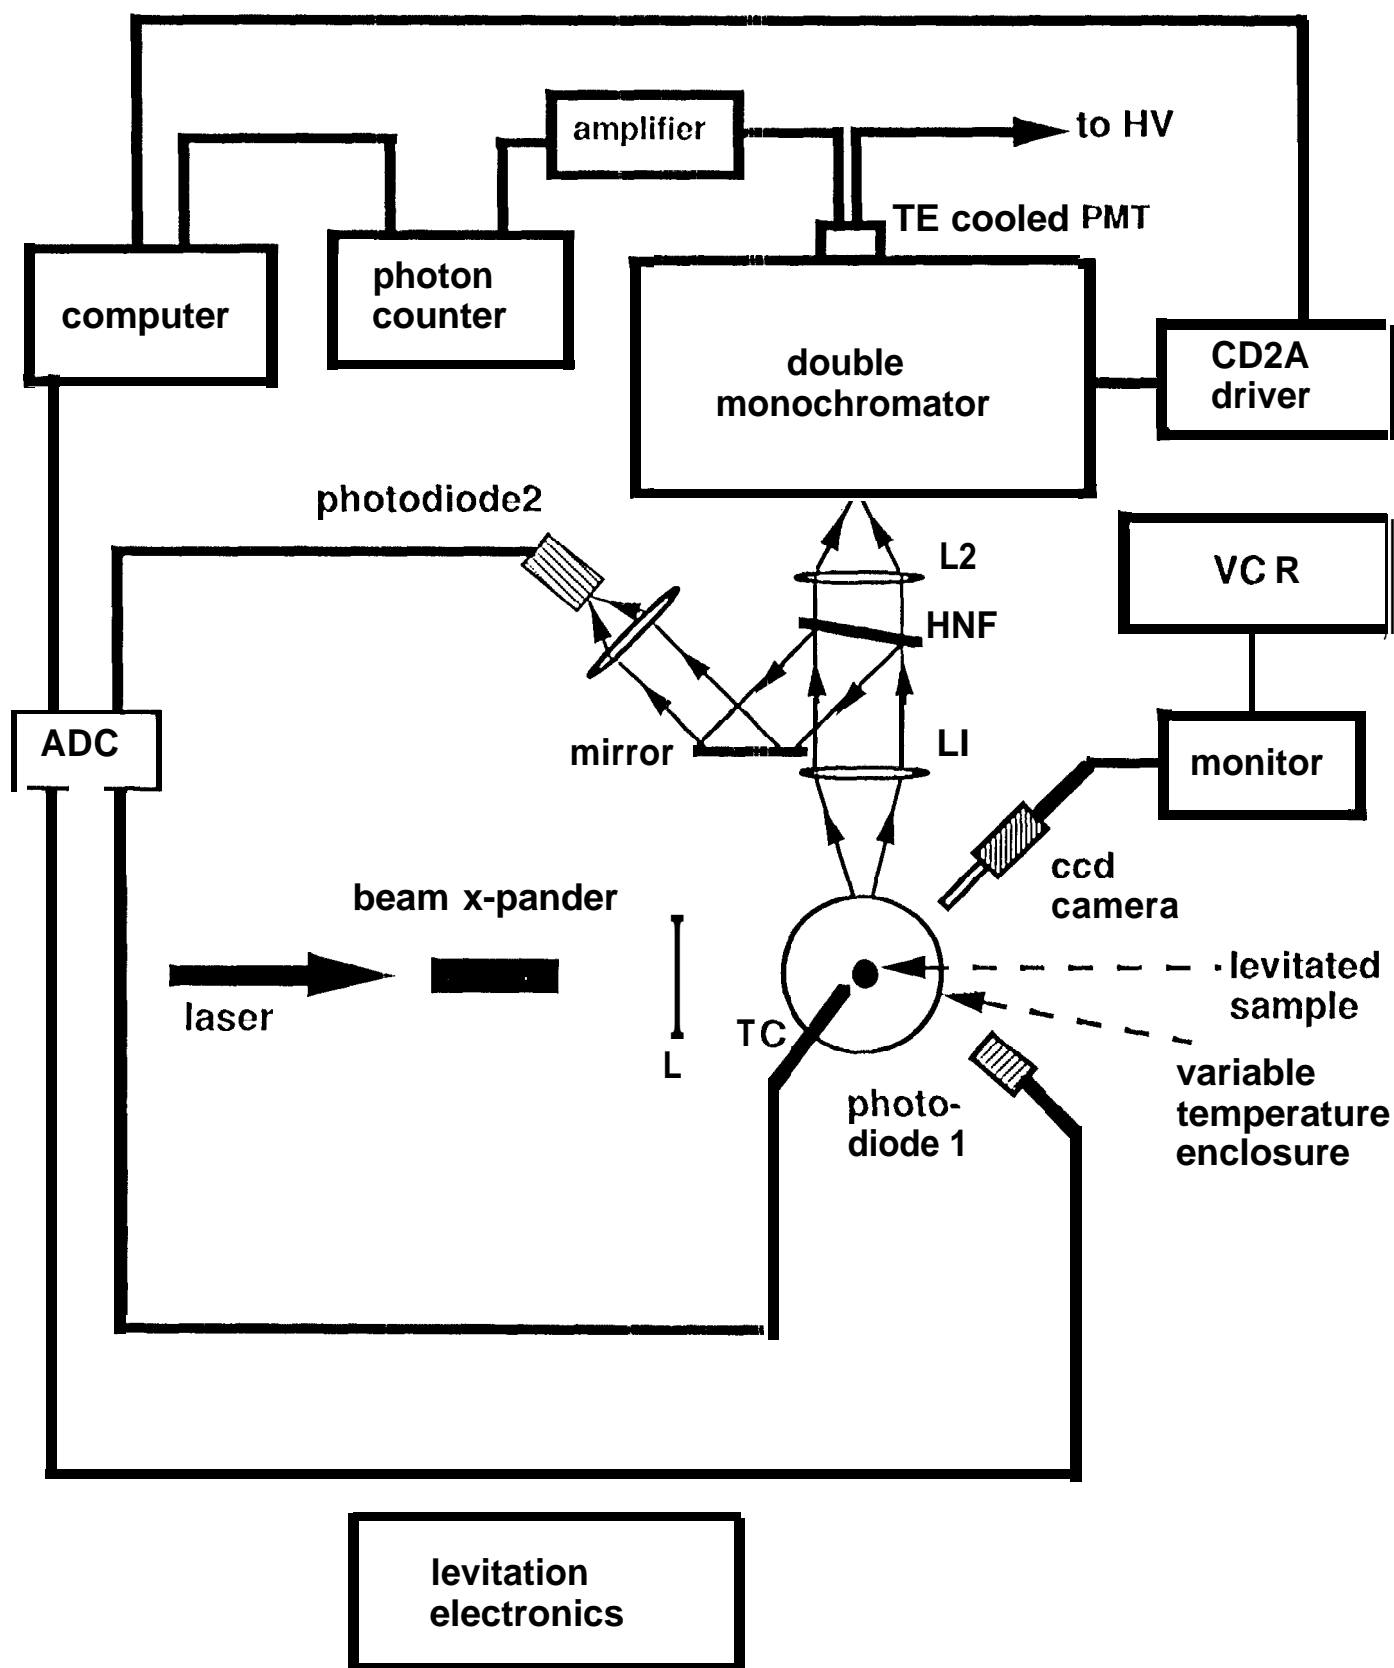 amplifier
to HV
TE cooled PMT
computer
photon
counter
double
monochromator
CD2A
driver
photodiode2
L2
HNF
VC R
ADC
mirror
LI
monitor
ccd
camera
beam x-pander
laser
L
TC
levitated
sample
photo-
diode 1
variable
temperature
enclosure
levitation
electronics